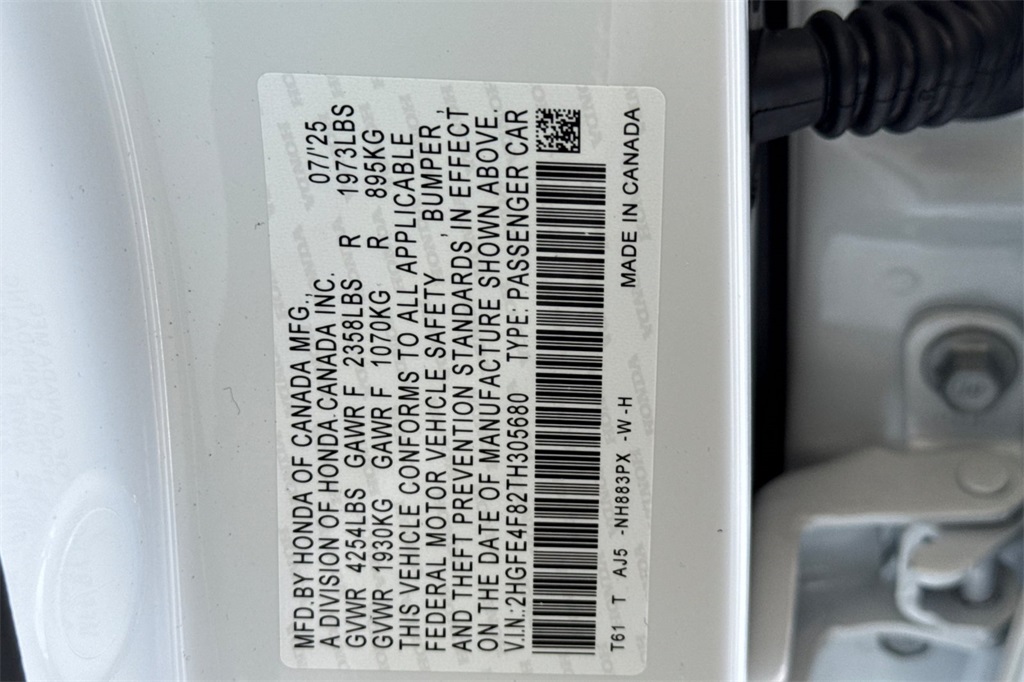 MFD.BY HONDA OF CANADA MFG., 07/'25
A DIVISION OF HONDA CANADA INC.
GVWR 4254LBS GAWR F 2358LBS R 1973LBS
GVWR 1930KG GAWR F 1070KG R 895KG
THIS VEHICLE CONFORMS TO ALL APPLICABLE
FEDERAL MOTOR VEHICLE SAFETY , BUMPER ,
AND THEFT PREVENTION STANDARDS IN EFFECT
ON THE DATE OF MANUFACTURE SHOWN ABOVE.
V.I.N.:2HGFE4F82TH305680 TYPE: PASSENGER CAR
T61 T AJ5 -NH883PX -W-H MADE IN CANADA